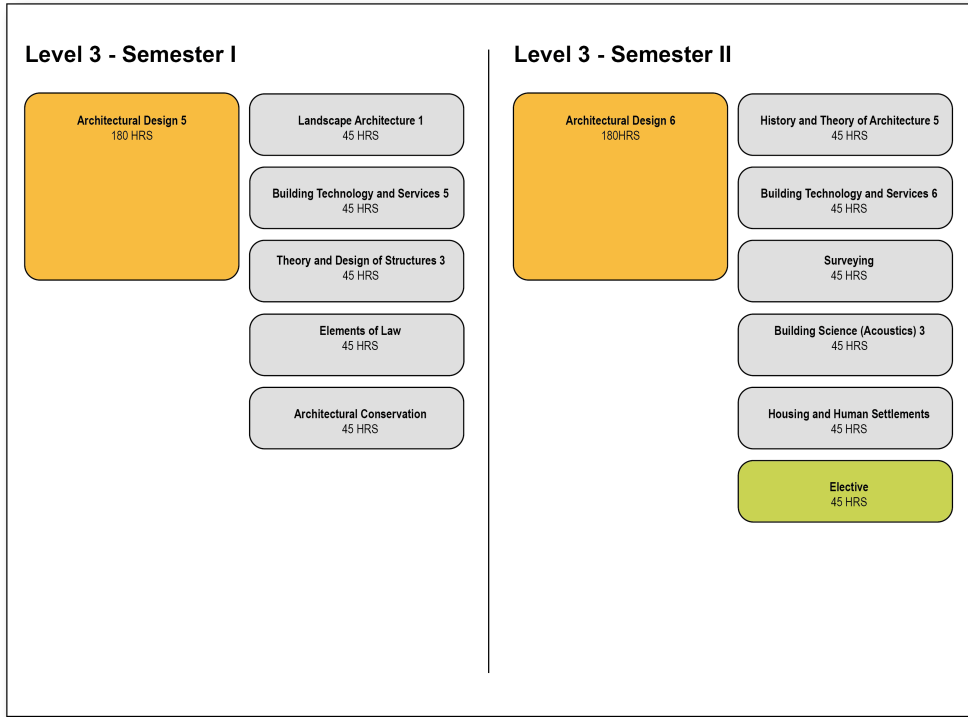 Level 3 - Semester I
Architectural Design 5
180 HRS
Landscape Architecture 1
45 HRS
Building Technology and Services 5
45 HRS
Theory and Design of Structures 3
45 HRS
Elements of Law
45 HRS
Architectural Conservation
45 HRS
Level 3 - Semester II
Architectural Design 6
180HRS
History and Theory of Architecture 5
45 HRS
Building Technology and Services 6
45 HRS
Surveying
45 HRS
Building Science (Acoustics) 3
45 HRS
Housing and Human Settlements
45 HRS
Elective
45 HRS